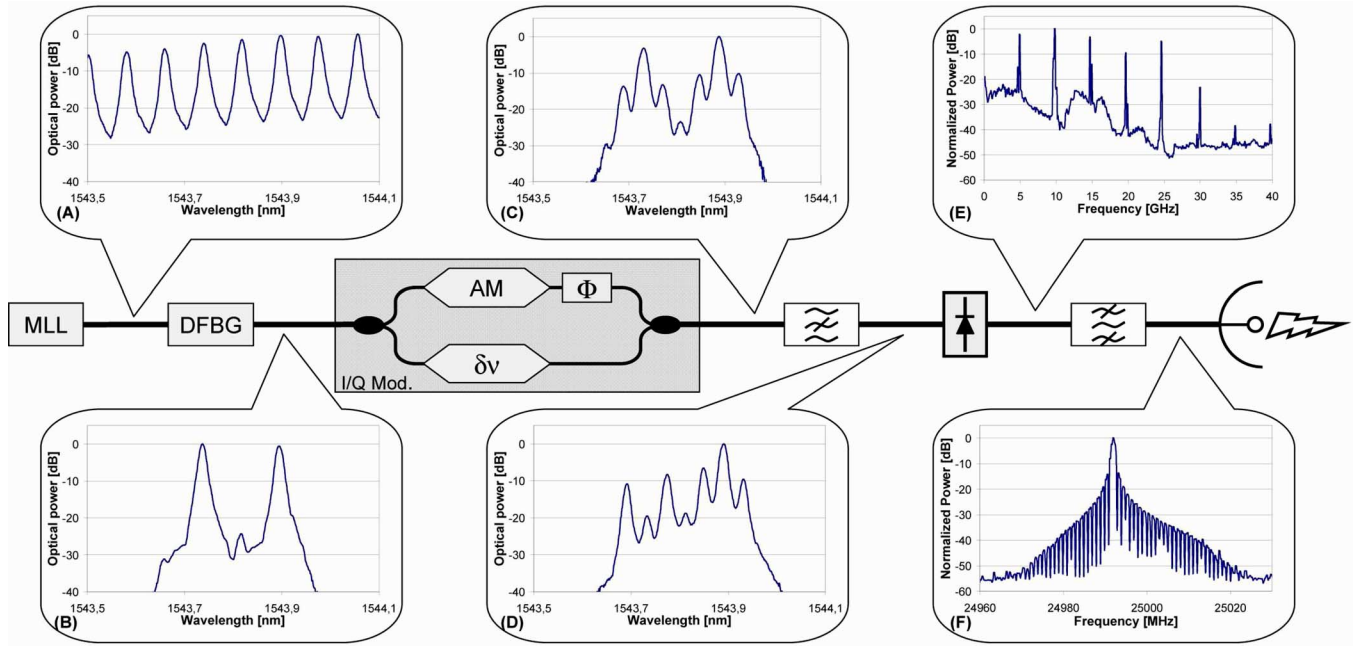 0
-10
-20
-30
-40
Optical power [dB]
1543,5
1543,7
1543,9
1544,1
Wavelength [nm]
(A)
0
-10
-20
-30
-40
Optical power [dB]
1543,5
1543,7
1543,9
1544,1
Wavelength [nm]
(C)
0
-10
-20
-30
-40
-50
-60
Normalized Power [dB]
0
5
10
15
20
25
30
35
40
Frequency [GHz]
(E)
MLL
DFBG
AM
Φ
δν
I/Q Mod.
0
-10
-20
-30
-40
Optical power [dB]
1543,5
1543,7
1543,9
1544,1
Wavelength [nm]
(B)
0
-10
-20
-30
-40
Optical power [dB]
1543,5
1543,7
1543,9
1544,1
Wavelength [nm]
(D)
0
-10
-20
-30
-40
-50
-60
Normalized Power [dB]
24960
24980
25000
25020
Frequency [MHz]
(F)